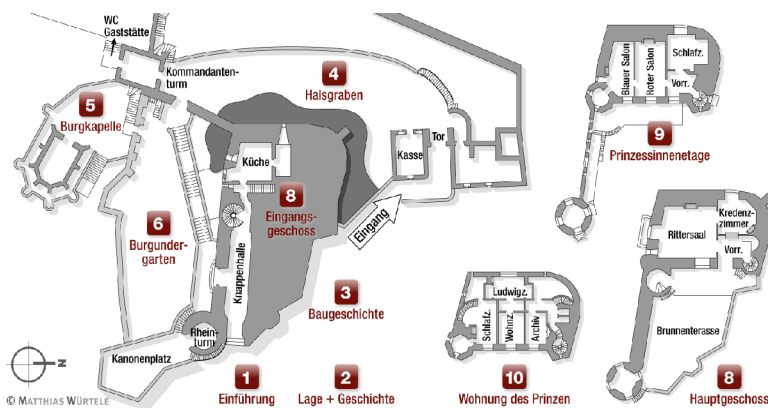 WC
Gaststätte
Kommandanten-
turm
4
Halsgraben
5
Burgkapelle
Küche
8
Eingangs-
geschoss
Kasse
Tor
Eingang
6
Burgunder-
garten
Knappenhalle
Rhein-
turm
Kanonenplatz
3
Baugeschichte
1
Einführung
2
Lage + Geschichte
N
© MATTHIAS WÜRTELE
Blauer Salon
Roter Salon
Schlafz.
Vorr.
9
Prinzessinnenetage
Rittersaal
Kredenz-
zimmer
Vorr.
Brunnenterasse
8
Hauptgeschoss
Ludwigz.
Schlafz.
Wohnz.
Archiv
10
Wohnung des Prinzen